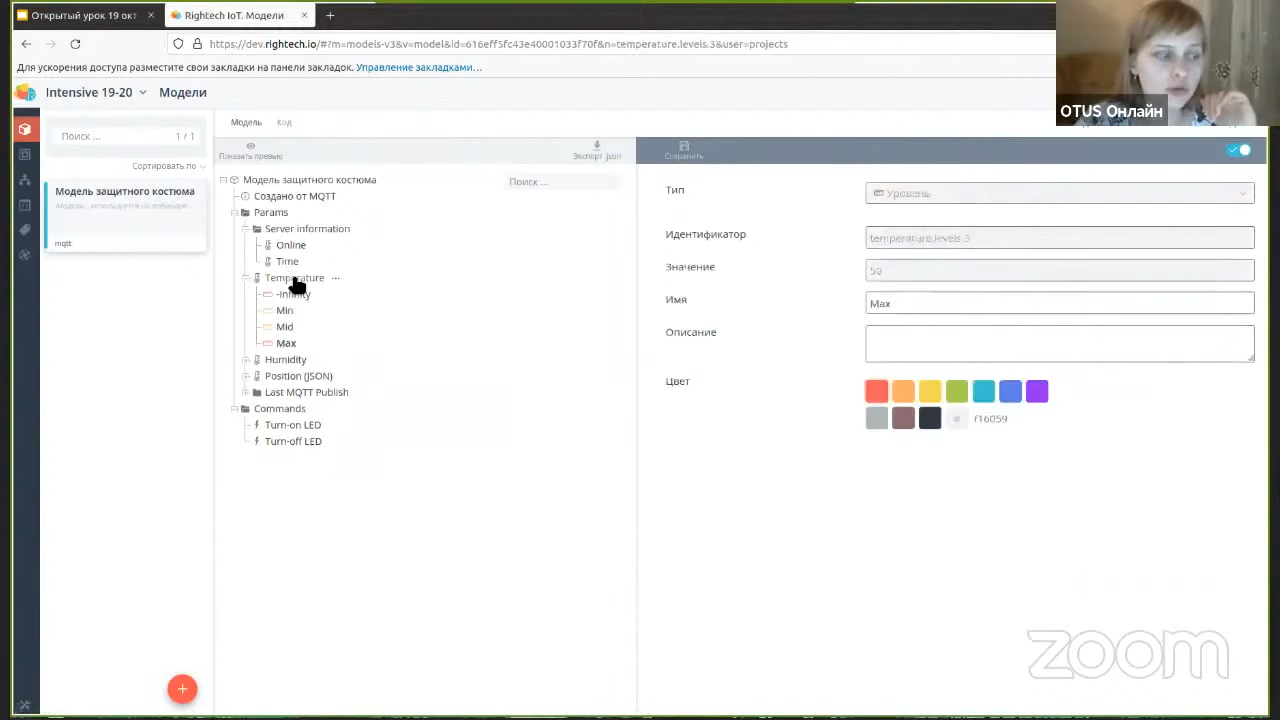 Открытый урок 19 окт
Rightech IoT. Модели
https://dev.rightech.io/#?m=models-v3&v=model&id=616eff5fc43e40001033f70f&n=temperature.levels.3&user=projects
Для ускорения доступа разместите свои закладки на панели закладок. Управление закладками…
Intensive 19-20
Модели
OTUS Онлайн
Поиск ...
1 / 1
Сортировать по
Модель защитного костюма
Модель - используется на вебинаре...
mqtt
Модель
Код
Показать превью
Экспорт .json
Поиск ...
Модель защитного костюма
Создано от MQTT
Params
Server information
Online
Time
Temperature
-Infinity
Min
Mid
Max
Humidity
Position (JSON)
Last MQTT Publish
Commands
Turn-on LED
Turn-off LED
Сохранить
Тип
Уровень
Идентификатор
temperature.levels.3
Значение
50
Имя
Max
Описание
Цвет
# f16059
zoom